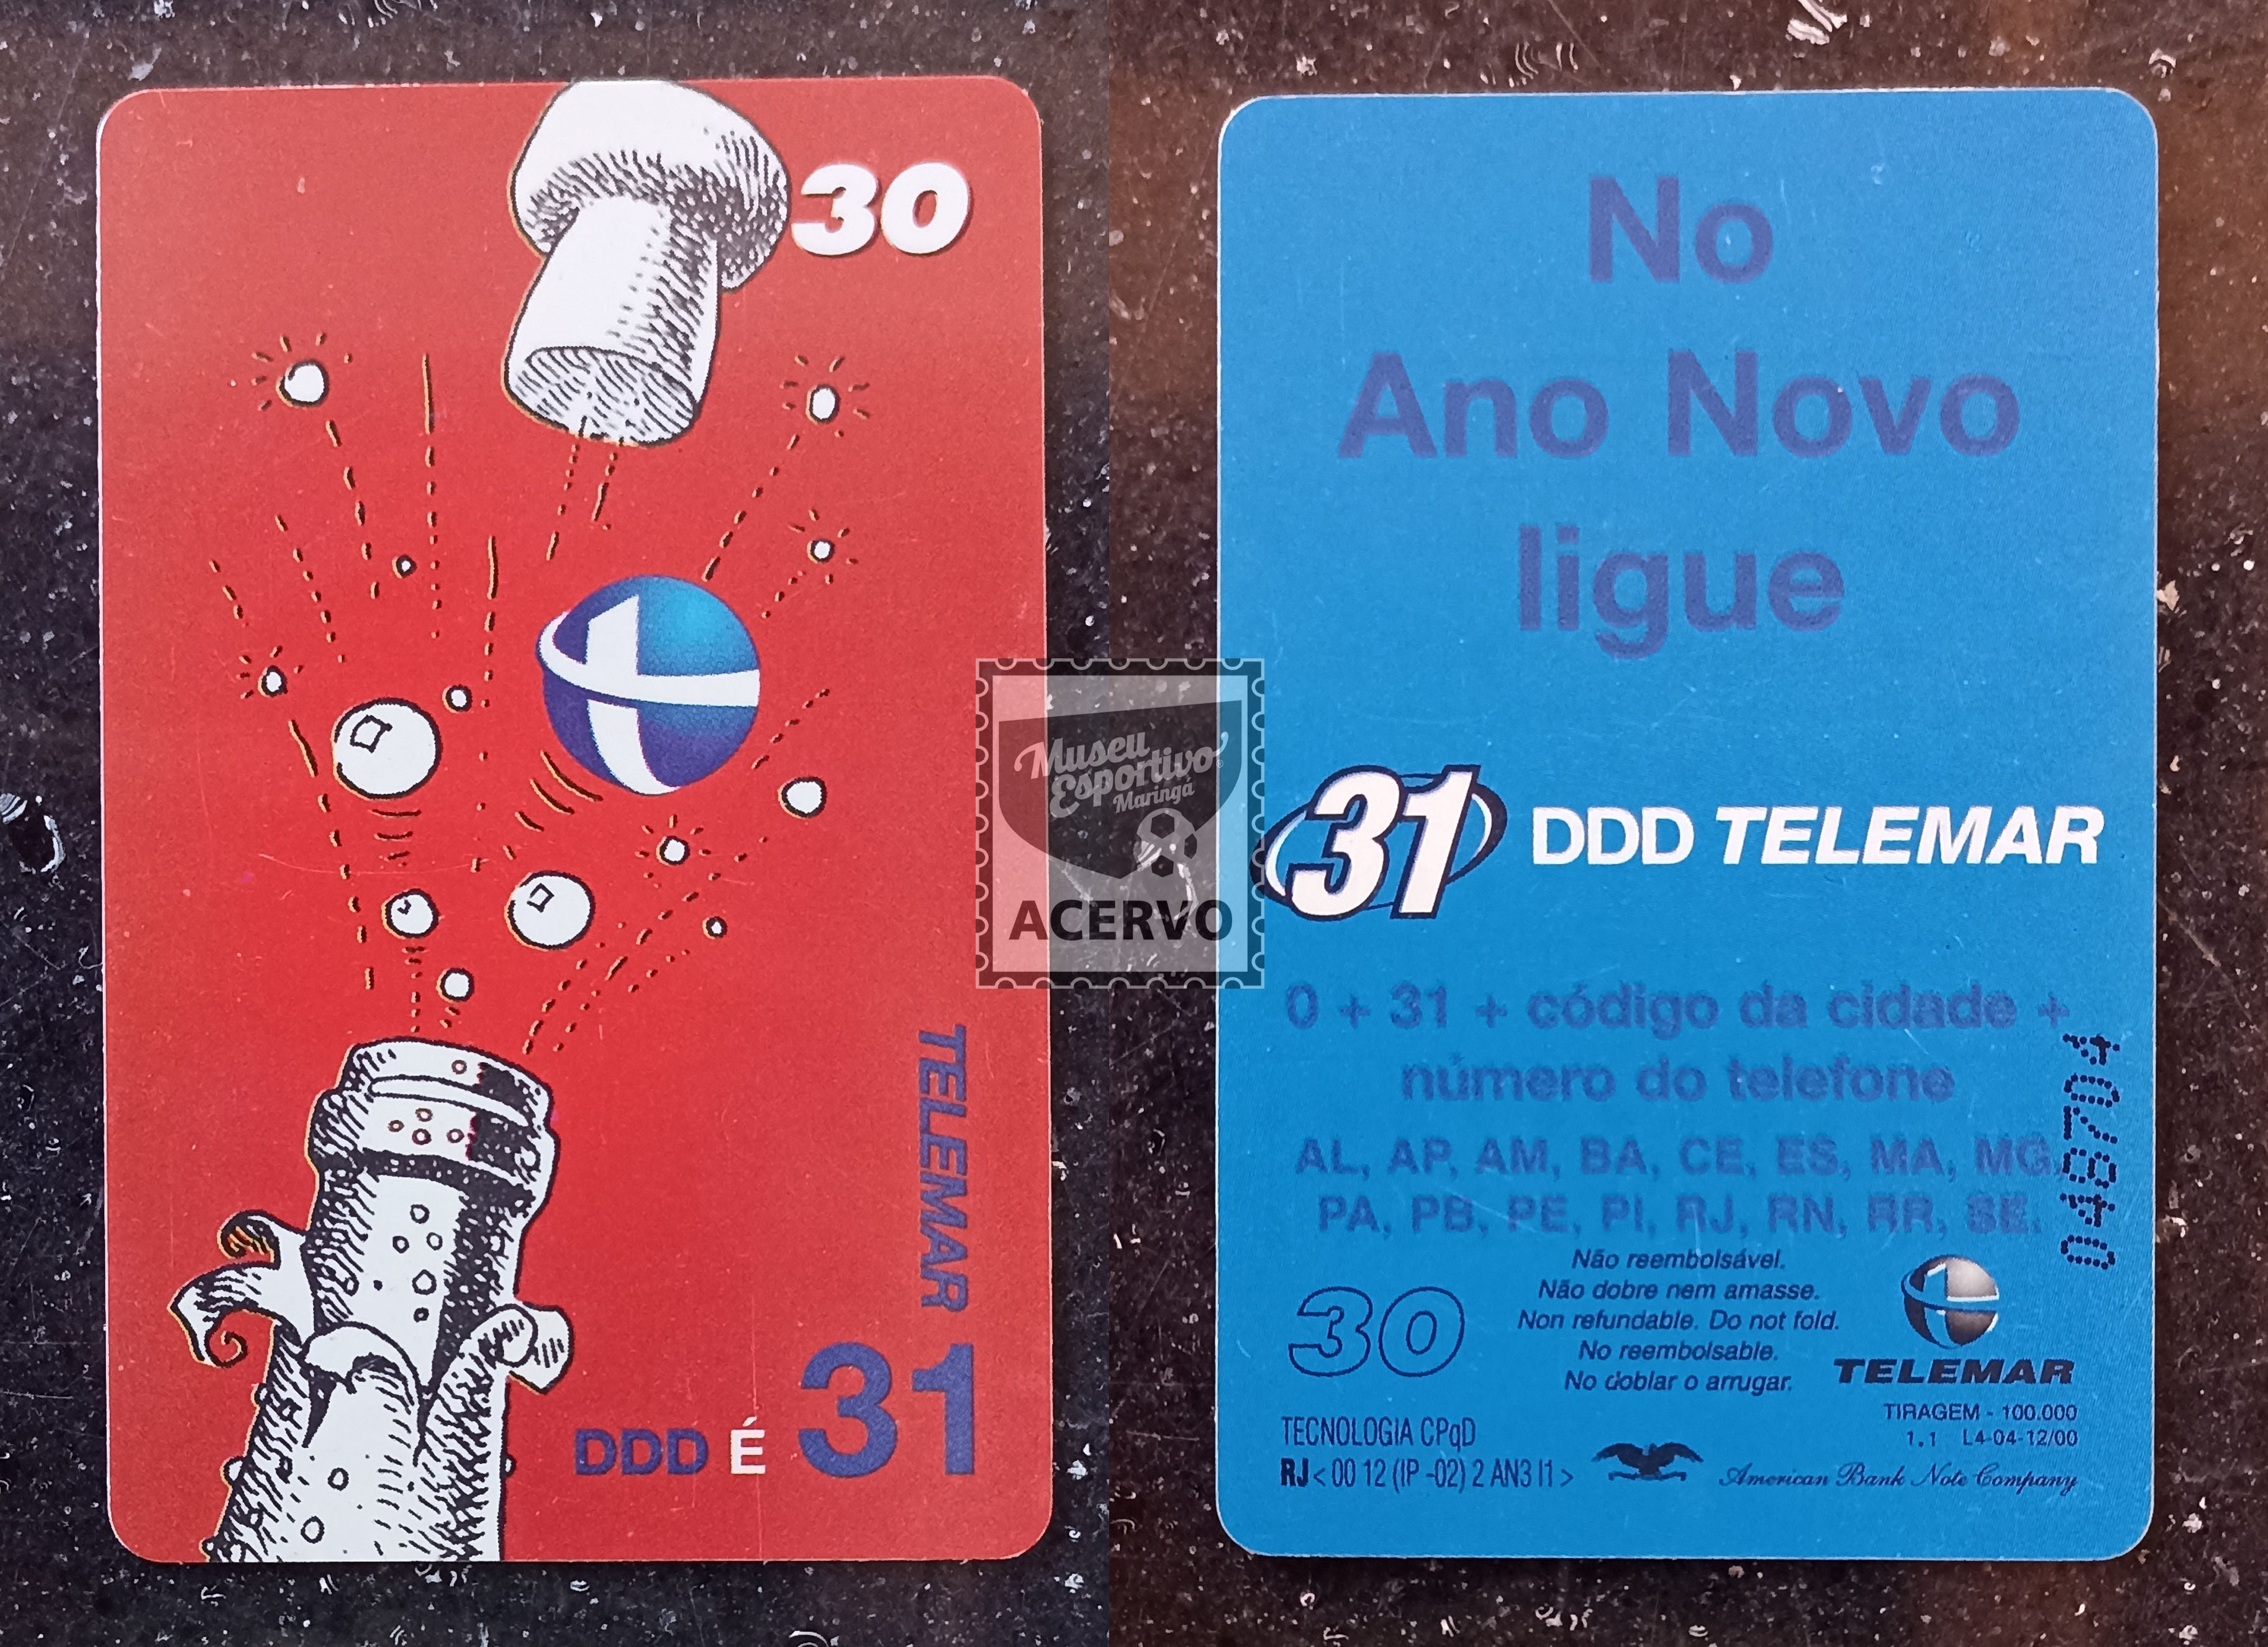 30
TELEMAR
DDD É 31
Museu
Esportivo
Maringá
ACERVO
No
Ano Novo
ligue
31 DDD TELEMAR
0 + 31 + código da cidade +
número do telefone
AL, AP, AM, BA, CE, ES, MA, MG,
PA, PB, PE, PI, RJ, RN, RR, SE.
048704
30
Não reembolsável.
Não dobre nem amasse.
Non refundable. Do not fold.
No reembolsable.
No doblar o arrugar.
TELEMAR
TIRAGEM - 100.000
1.1 L4-04-12/00
TECNOLOGIA CPqD
RJ < 00 12 (IP -02) 2 AN3 I1 >
American Bank Note Company